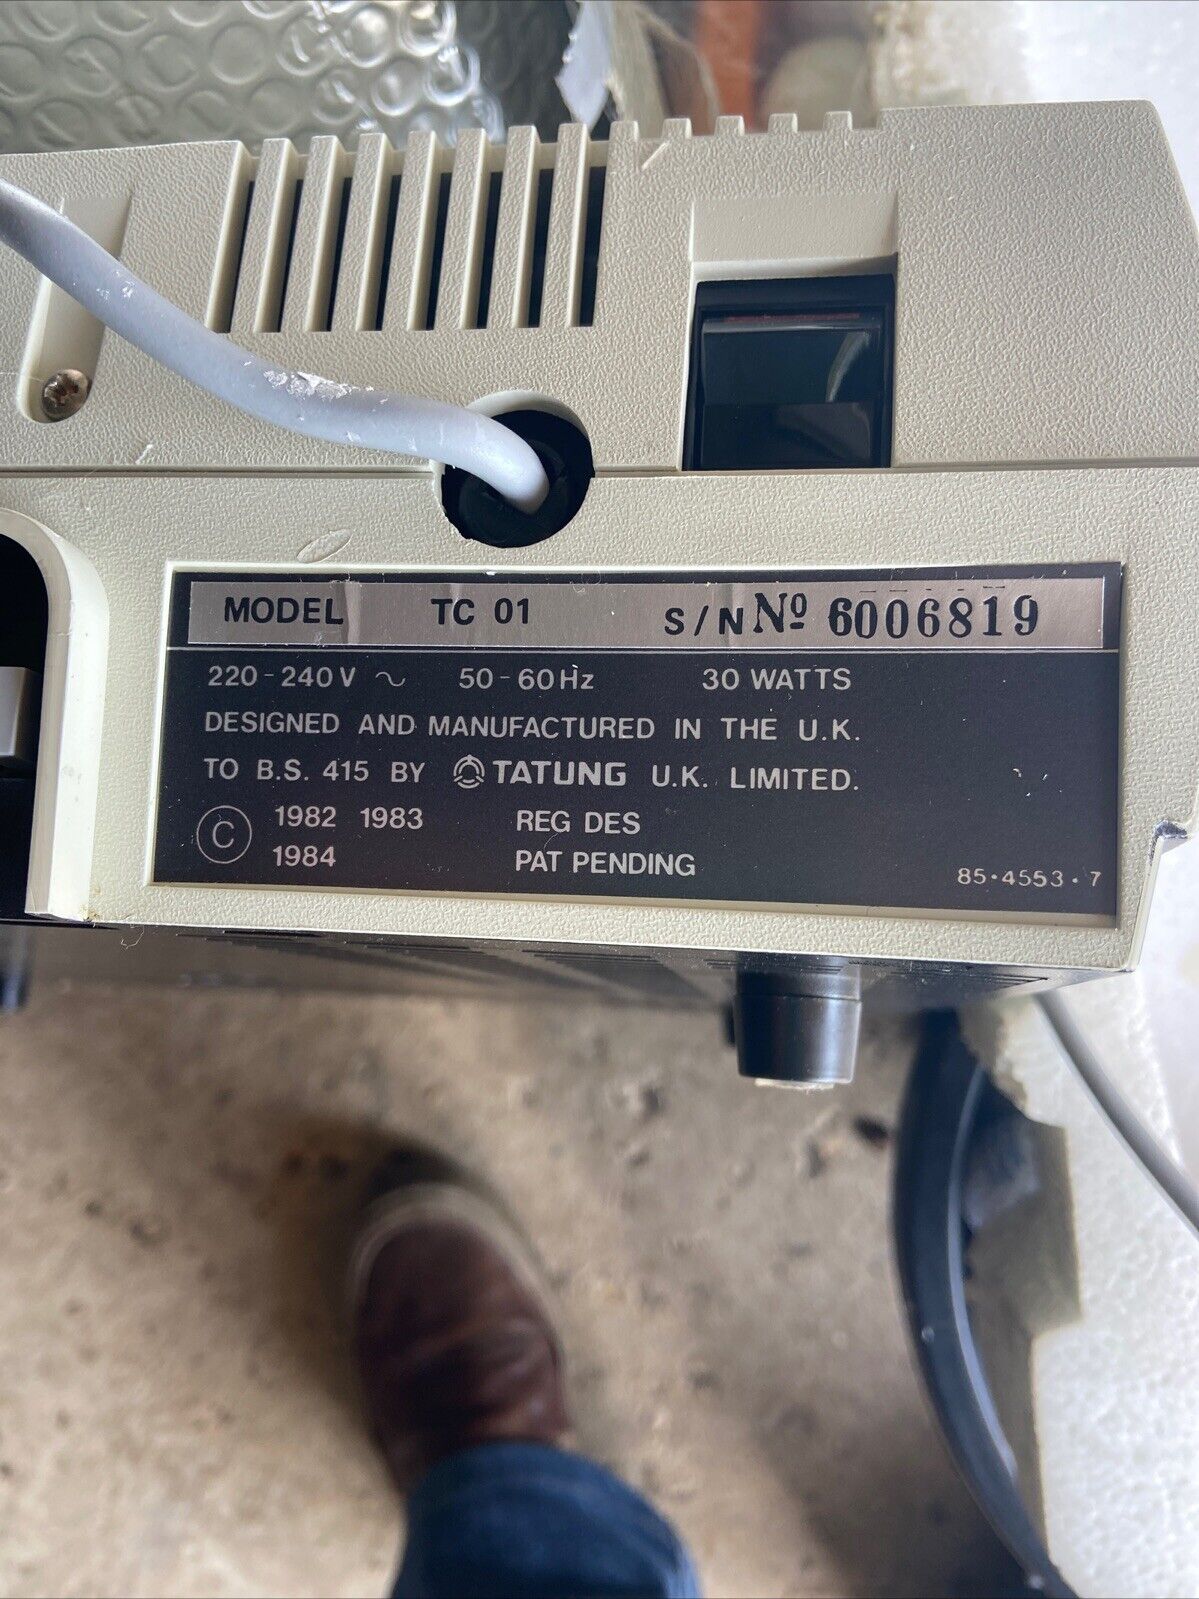 MODEL TC 01 S/N Nº 6006819
220-240V ~ 50-60Hz 30 WATTS
DESIGNED AND MANUFACTURED IN THE U.K.
TO B.S. 415 BY TATUNG U.K. LIMITED.
© 1982 1983 REG DES
1984 PAT PENDING
85·4553·7